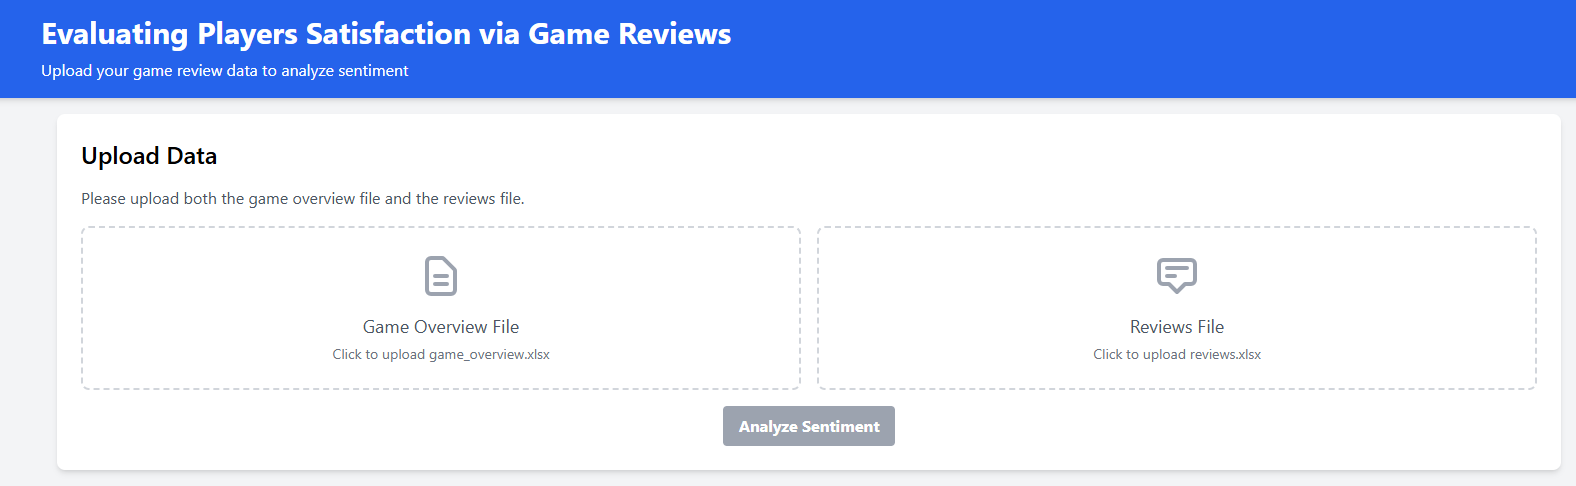 Evaluating Players Satisfaction via Game Reviews
Upload your game review data to analyze sentiment
Upload Data
Please upload both the game overview file and the reviews file.
Game Overview File
Click to upload game_overview.xlsx
Reviews File
Click to upload reviews.xlsx
Analyze Sentiment